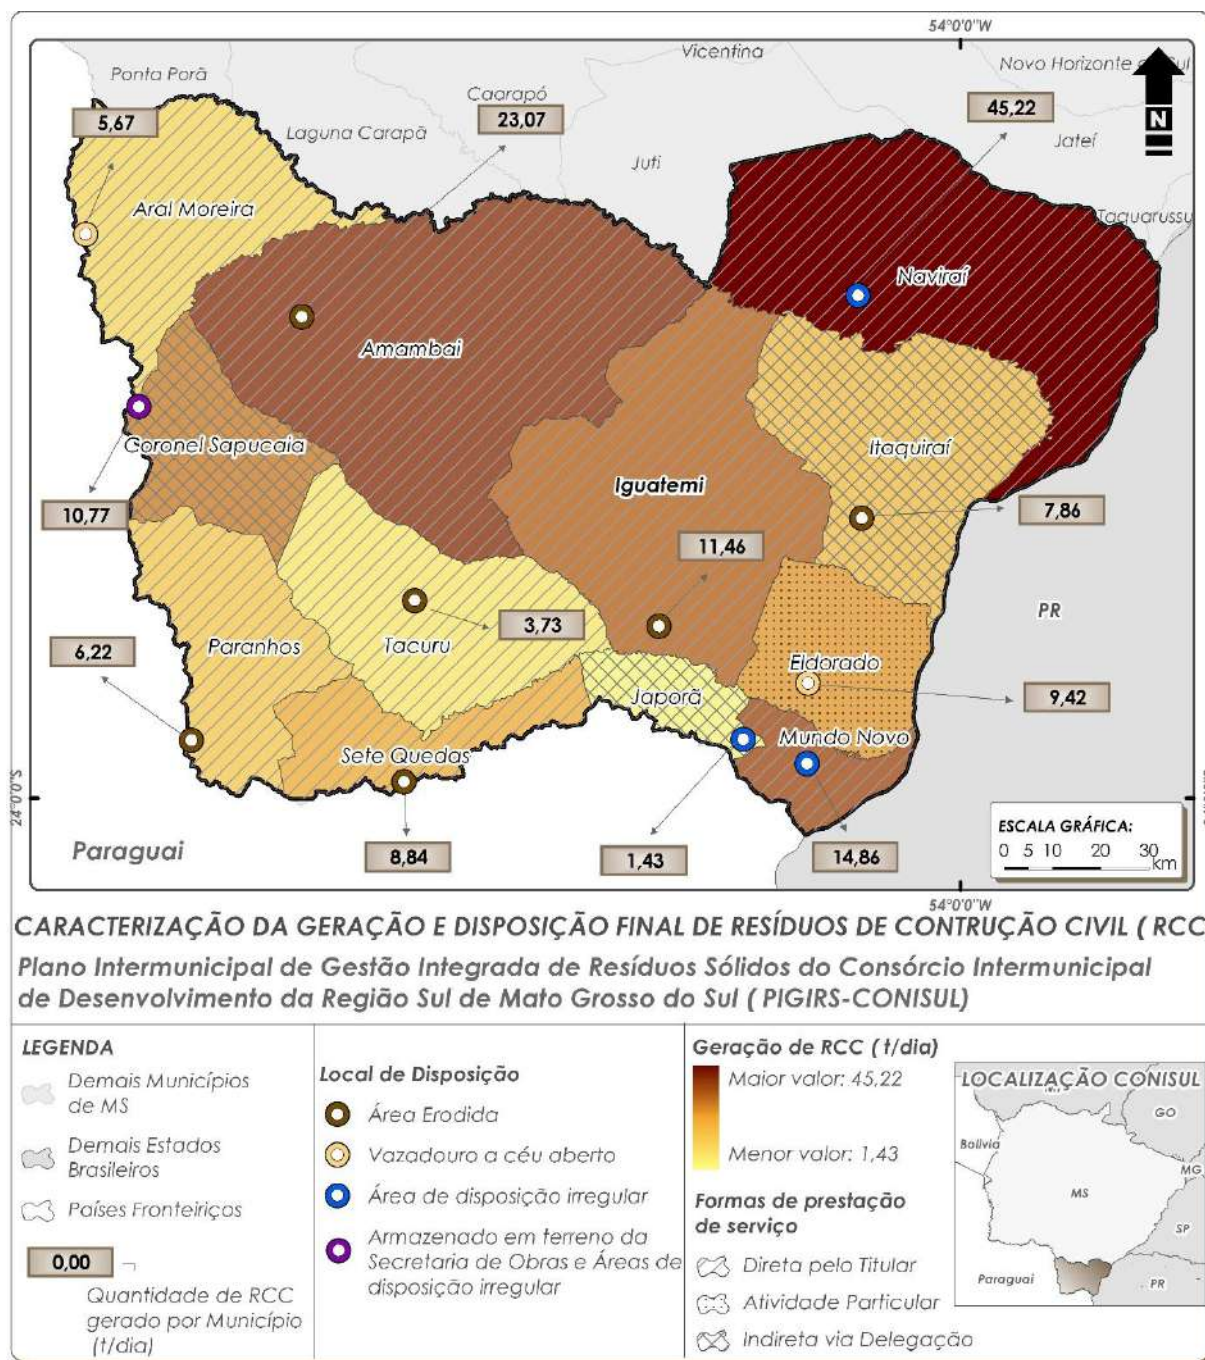 54°0'0"W
Ponta Porã
Vicentina
Novo Horizonte
Caarapó
5,67
23,07
45,22
Laguna Carapã
Juti
N
Jateí
Aral Moreira
Taquarussu
Naviraí
Amambai
Coronel Sapucaia
Itaquiraí
Iguatemi
10,77
7,86
11,46
3,73
PR
6,22
Paranhos
Tacuru
Eldorado
Japorã
9,42
Sete Quedas
Mundo Novo
24°0'0"S
Paraguai
8,84
1,43
14,86
ESCALA GRÁFICA:
0 5 10 20 30
km
54°0'0"W
CARACTERIZAÇÃO DA GERAÇÃO E DISPOSIÇÃO FINAL DE RESÍDUOS DE CONTRUÇÃO CIVIL ( RCC
Plano Intermunicipal de Gestão Integrada de Resíduos Sólidos do Consórcio Intermunicipal
de Desenvolvimento da Região Sul de Mato Grosso do Sul ( PIGIRS-CONISUL)
LEGENDA
Demais Municípios
de MS
Demais Estados
Brasileiros
Países Fronteiriços
0,00
Quantidade de RCC
gerado por Município
(t/dia)
Local de Disposição
Área Erodida
Vazadouro a céu aberto
Área de disposição irregular
Armazenado em terreno da
Secretaria de Obras e Áreas de
disposição irregular
Geração de RCC ( t/dia)
Maior valor: 45,22
Menor valor: 1,43
Formas de prestação
de serviço
Direta pelo Titular
Atividade Particular
Indireta via Delegação
LOCALIZAÇÃO CONISUL
GO
Bolívia
MG
MS
SP
Paraguai
PR